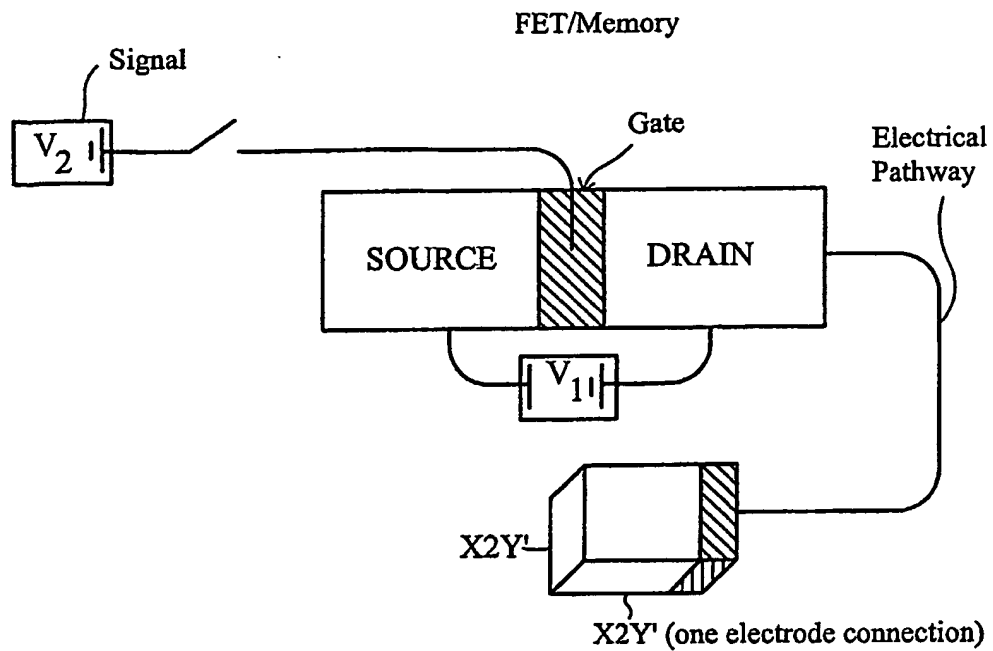 FET/Memory
Signal
V2
Gate
Electrical
Pathway
SOURCE
DRAIN
V1
X2Y'
X2Y' (one electrode connection)